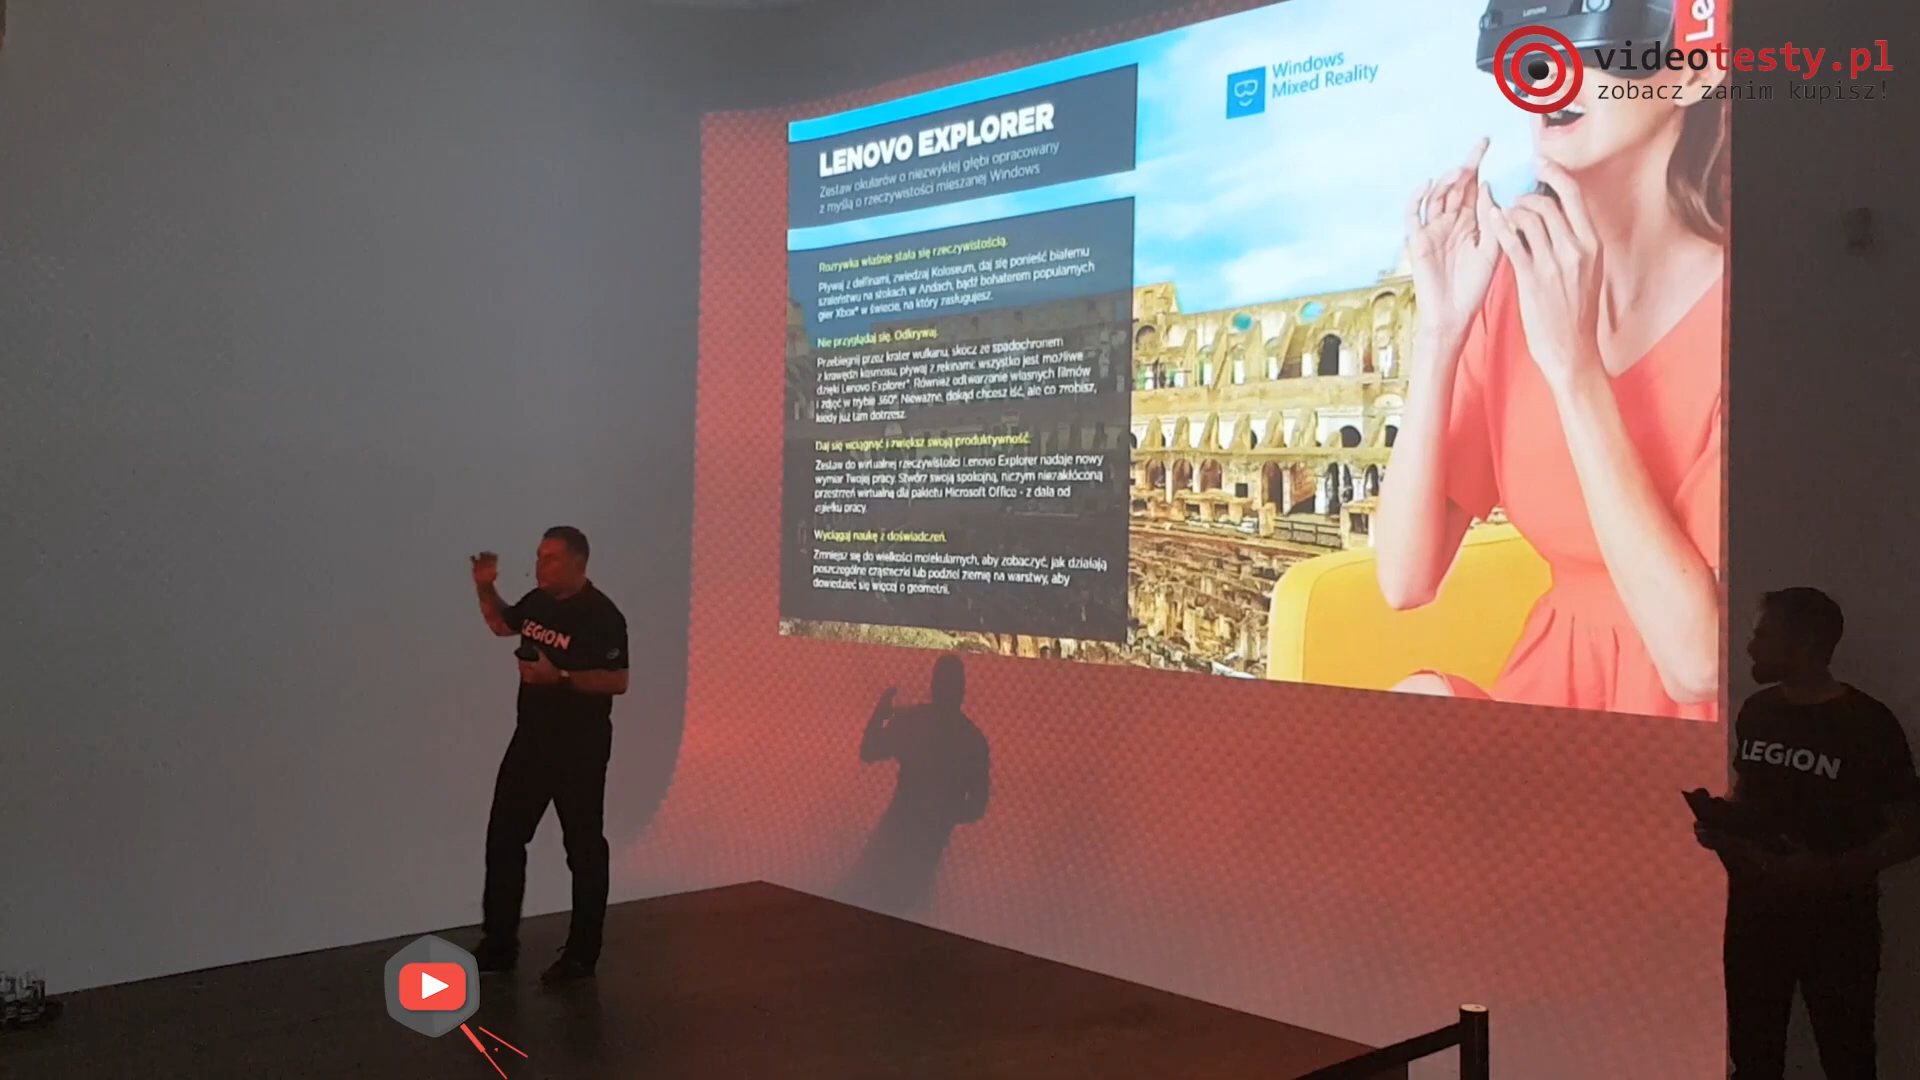 LENOVO EXPLORER
Zestaw okularów o niezwykłej głębi opracowany
z myślą o rzeczywistości mieszanej Windows
Rozrywka właśnie stała się rzeczywistością.
Pływaj z delfinami, zwiedzaj Koloseum, daj się ponieść białemu
szaleństwu na stokach w Andach, bądź bohaterem popularnych
gier Xbox® w świecie, na który zasługujesz.
Nie przyglądaj się. Odkrywaj.
Przebiegnij przez krater wulkanu, skocz ze spadochronem
z krawędzi kosmosu, pływaj z rekinami: wszystko jest możliwe
dzięki Lenovo Explorer*. Również odtwarzanie własnych filmów
i zdjęć w trybie 360°. Nieważne, dokąd chcesz iść, ale co zrobisz,
kiedy już tam dotrzesz.
Daj się wciągnąć i zwiększ swoją produktywność.
Zestaw do wirtualnej rzeczywistości Lenovo Explorer nadaje nowy
wymiar Twojej pracy. Stwórz swoją spokojną, niczym niezakłóconą
przestrzeń wirtualną dla pakietu Microsoft Office - z dala od
zgiełku pracy.
Wyciągaj naukę z doświadczeń.
Zmniejsz się do wielkości molekularnych, aby zobaczyć, jak działają
poszczególne cząsteczki lub podziel ziemię na warstwy, aby
dowiedzieć się więcej o geometrii.
Windows
Mixed Reality
lenovo
Le
videotesty.pl
zobacz zanim kupisz!
LEGION
LEGION